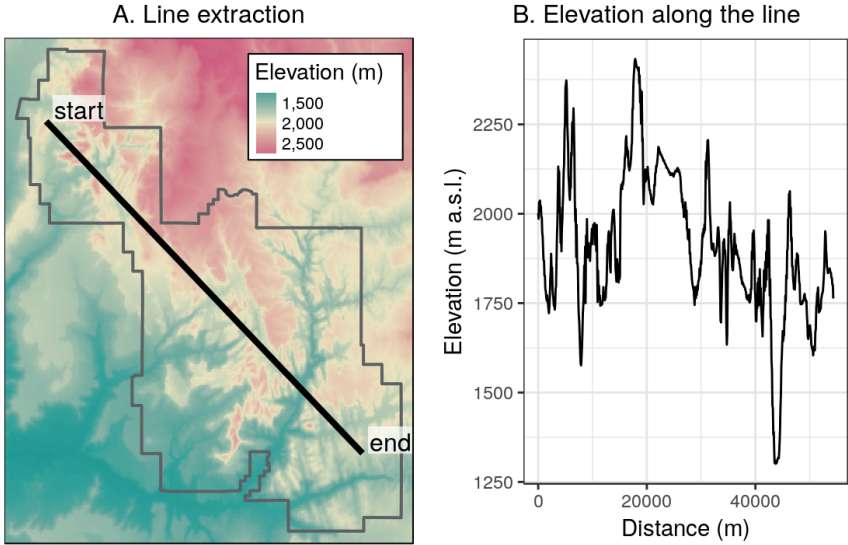 A. Line extraction
start
Elevation (m)
1,500
2,000
2,500
end
B. Elevation along the line
Elevation (m a.s.l.)
2250
2000
1750
1500
1250
0
20000
40000
Distance (m)